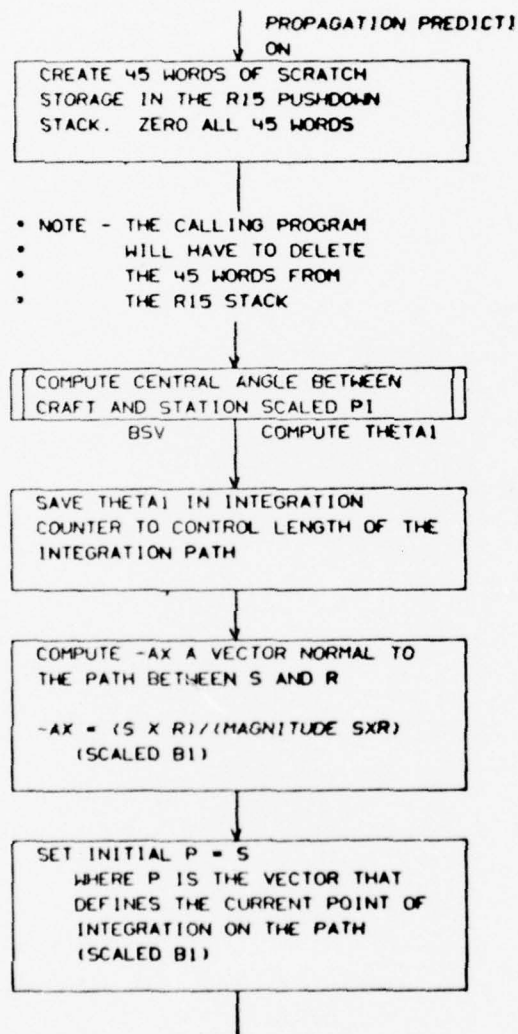 PROPAGATION PREDICTI
ON
CREATE 45 WORDS OF SCRATCH
STORAGE IN THE R15 PUSHDOWN
STACK. ZERO ALL 45 WORDS
* NOTE - THE CALLING PROGRAM
* WILL HAVE TO DELETE
* THE 45 WORDS FROM
* THE R15 STACK
COMPUTE CENTRAL ANGLE BETWEEN
CRAFT AND STATION SCALED PI
BSV COMPUTE THETA1
SAVE THETA1 IN INTEGRATION
COUNTER TO CONTROL LENGTH OF THE
INTEGRATION PATH
COMPUTE -AX A VECTOR NORMAL TO
THE PATH BETWEEN S AND R
-AX = (S X R)/(MAGNITUDE SXR)
(SCALED B1)
SET INITIAL P = S
WHERE P IS THE VECTOR THAT
DEFINES THE CURRENT POINT OF
INTEGRATION ON THE PATH
(SCALED B1)